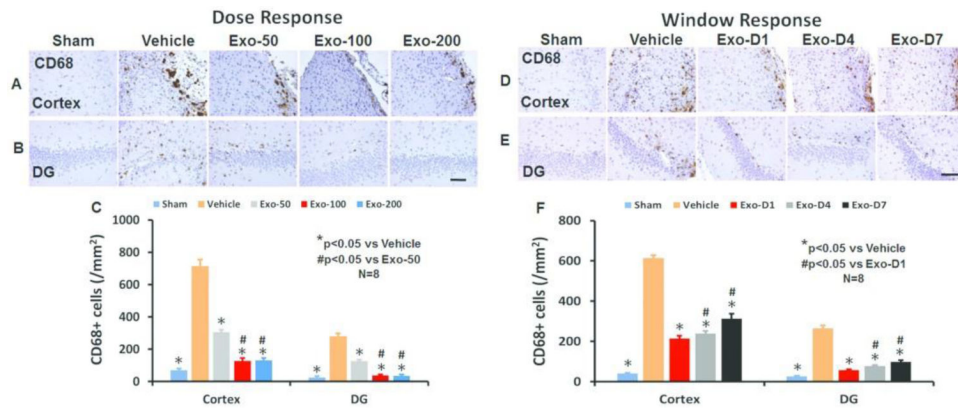 Dose Response
Sham Vehicle Exo-50 Exo-100 Exo-200
A
CD68
Cortex
B
DG
C
Sham Vehicle Exo-50 Exo-100 Exo-200
CD68+ cells (/mm²)
1000
800
600
400
200
0
*p<0.05 vs Vehicle
#p<0.05 vs Exo-50
N=8
* * # * # *
* * # * # *
Cortex DG
Window Response
Sham Vehicle Exo-D1 Exo-D4 Exo-D7
D
CD68
Cortex
E
DG
F
Sham Vehicle Exo-D1 Exo-D4 Exo-D7
CD68+ cells (/mm²)
800
600
400
200
0
*p<0.05 vs Vehicle
#p<0.05 vs Exo-D1
N=8
* * # * # *
* * # * # *
Cortex DG